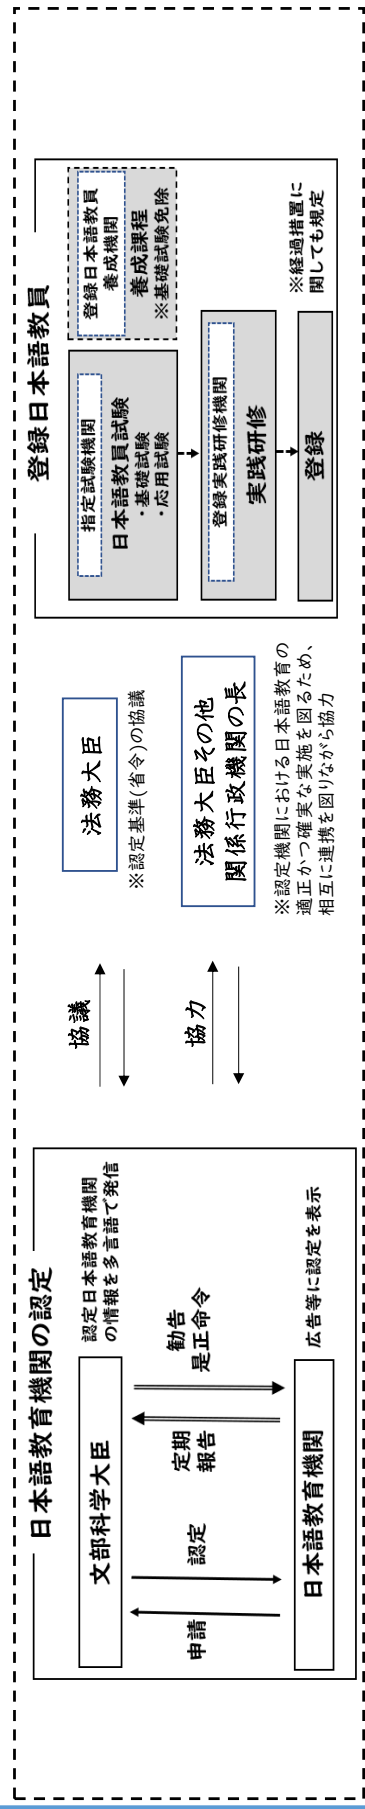 日本語教育機関の認定
文部科学大臣
認定日本語教育機関
の情報を多言語で発信
申請
認定
定期
報告
勧告
是正命令
日本語教育機関
広告等に認定を表示
協議
法務大臣
※認定基準(省令)の協議
協力
法務大臣その他
関係行政機関の長
※認定機関における日本語教育の
適正かつ確実な実施を図るため、
相互に連携を図りながら協力
登録日本語教員
指定試験機関
日本語教員試験
・基礎試験
・応用試験
登録日本語教員
養成機関
養成課程
※基礎試験免除
登録実践研修機関
実践研修
登録
※経過措置に
関しても規定